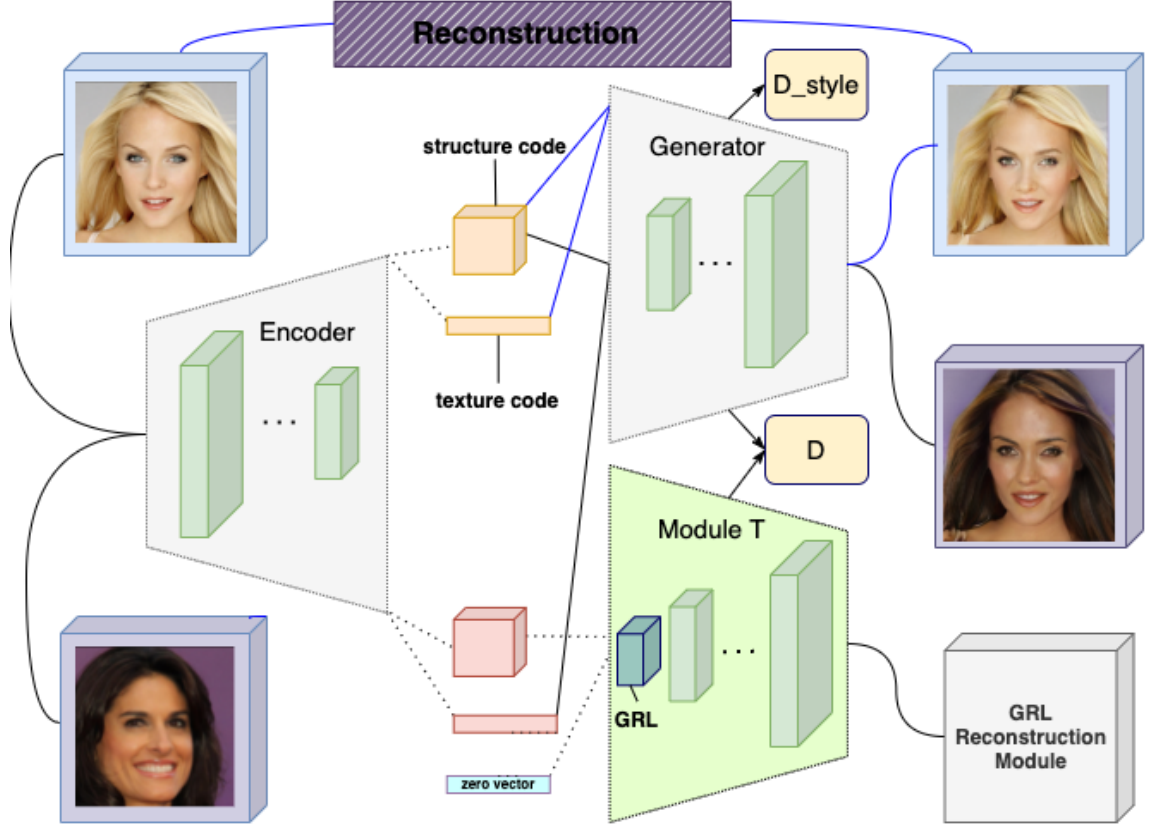 Reconstruction
D_style
structure code
Generator
Encoder
texture code
D
Module T
GRL
zero vector
GRL
Reconstruction
Module